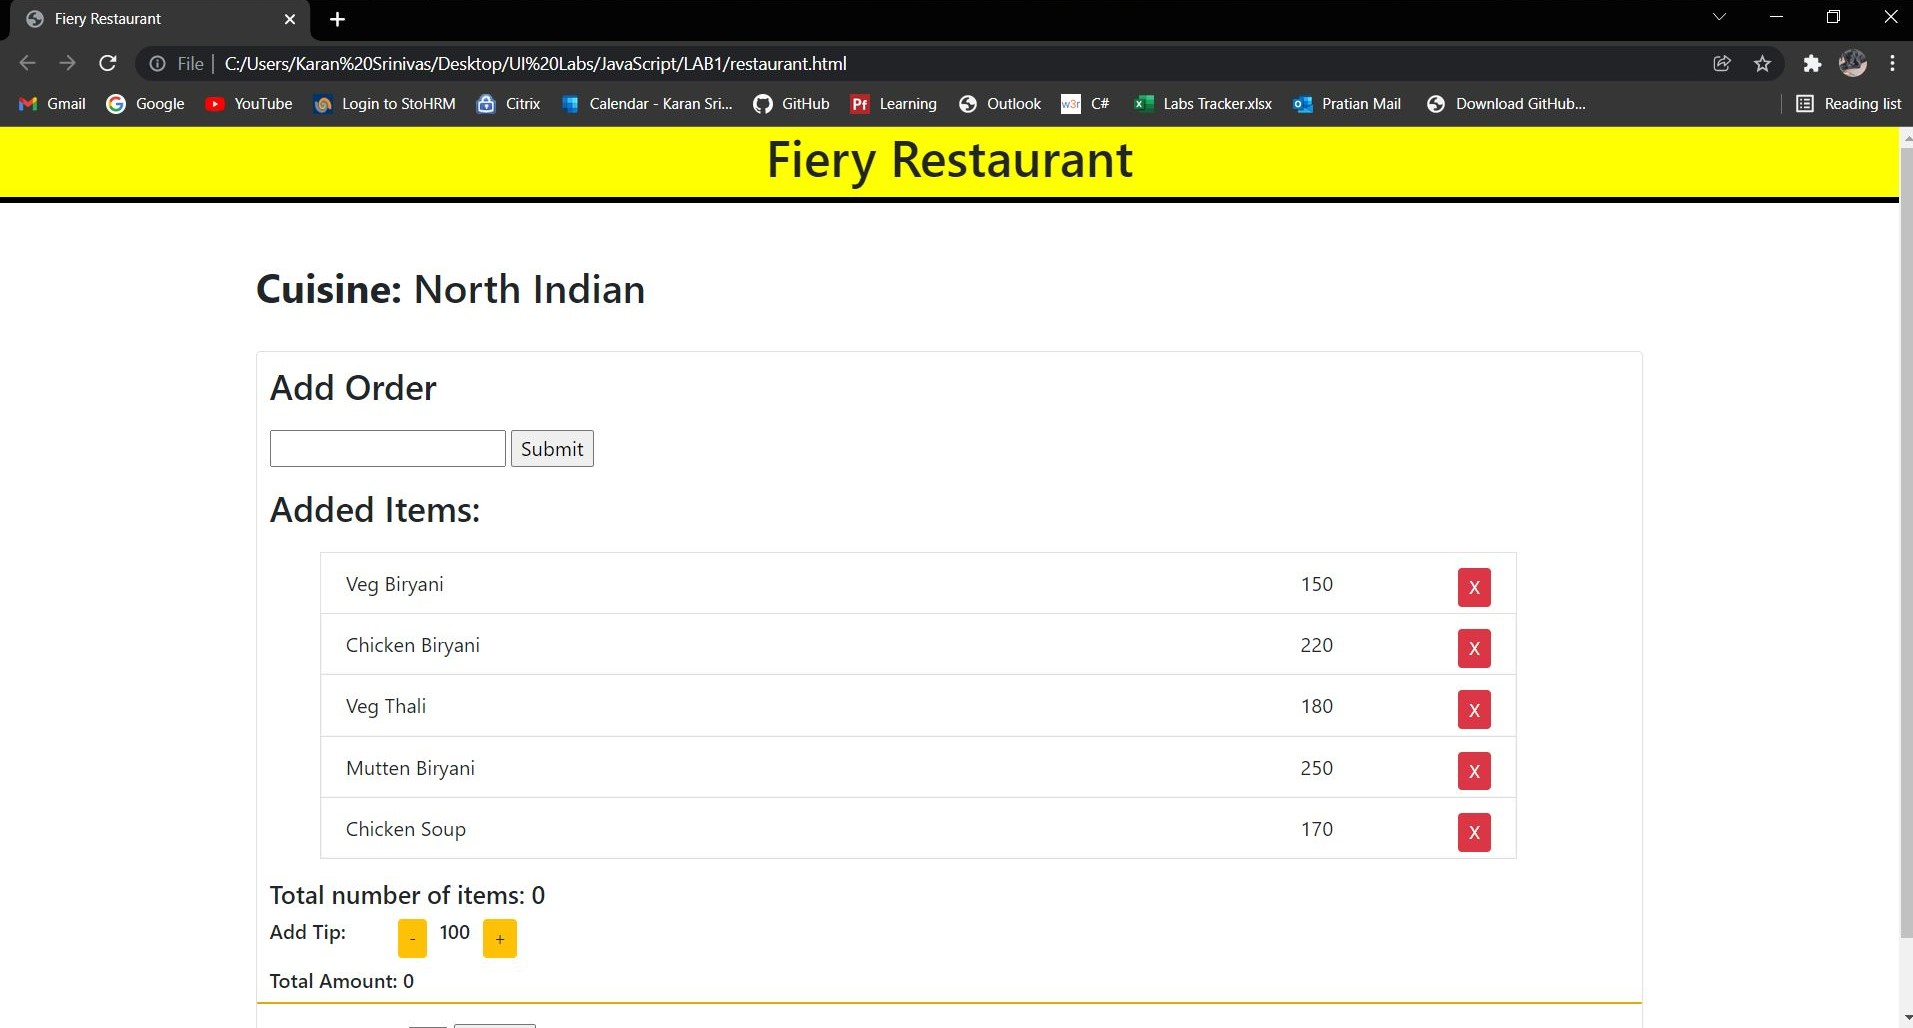 Fiery Restaurant
File | C:/Users/Karan%20Srinivas/Desktop/UI%20Labs/JavaScript/LAB1/restaurant.html
Gmail Google YouTube Login to StoHRM Citrix Calendar - Karan Sri... GitHub Pf Learning Outlook w3r C# Labs Tracker.xlsx Pratian Mail Download GitHub... Reading list
Fiery Restaurant
Cuisine: North Indian
Add Order
Submit
Added Items:
Veg Biryani 150 X
Chicken Biryani 220 X
Veg Thali 180 X
Mutten Biryani 250 X
Chicken Soup 170 X
Total number of items: 0
Add Tip: - 100 +
Total Amount: 0